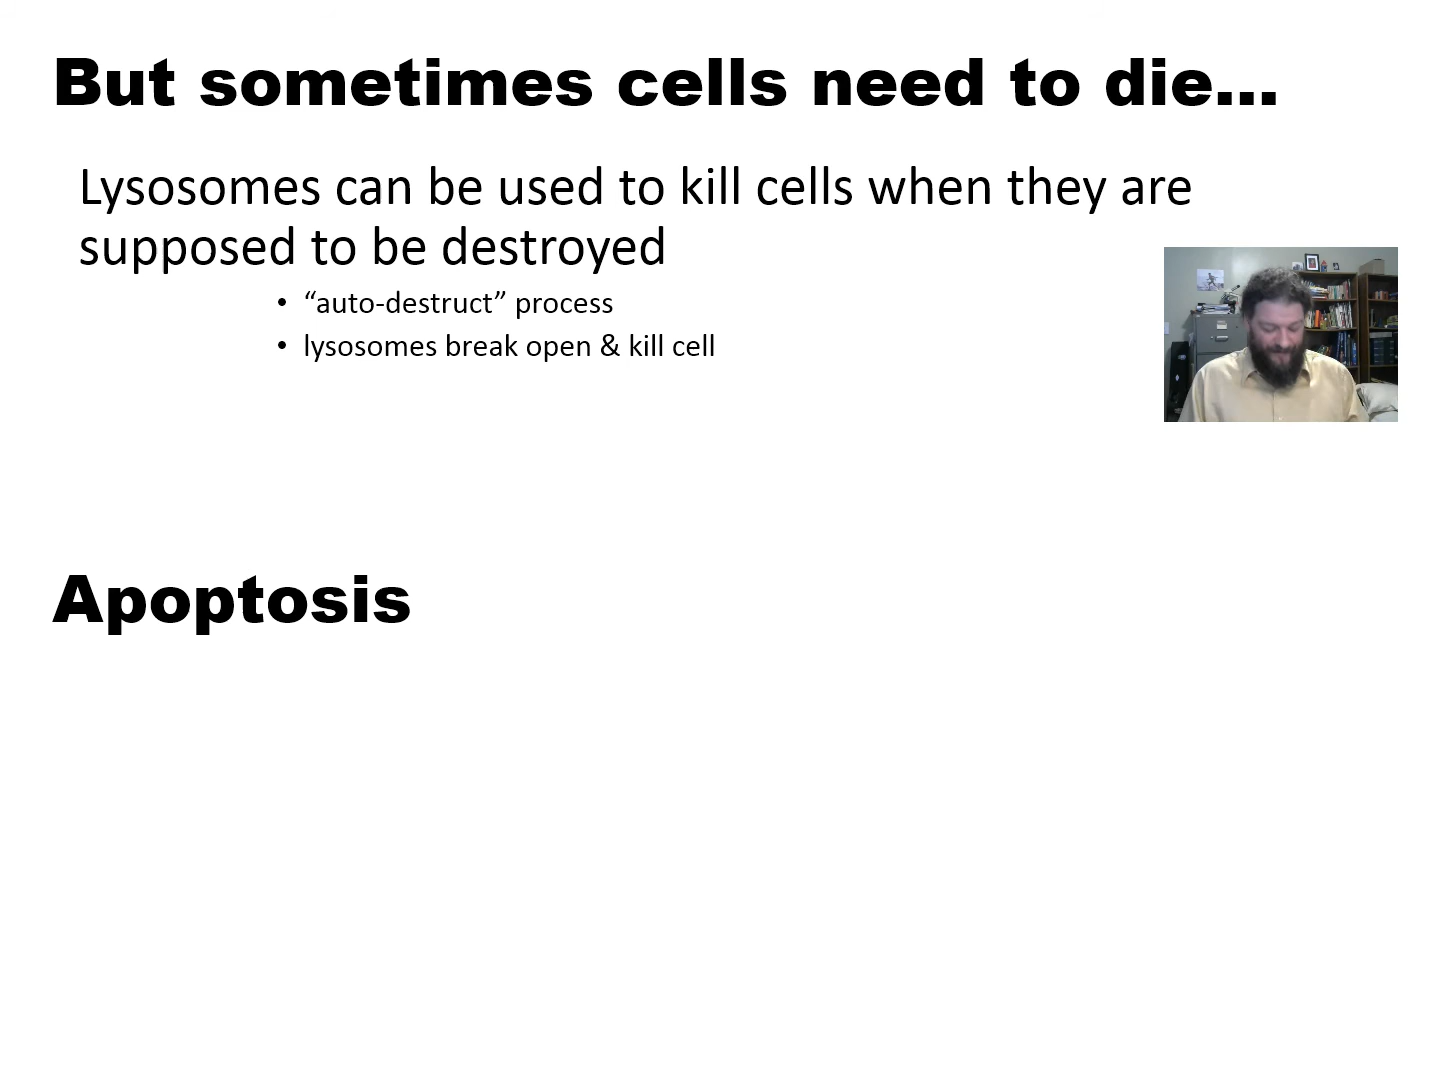 But sometimes cells need to die…
Lysosomes can be used to kill cells when they are
supposed to be destroyed
• “auto-destruct” process
• lysosomes break open & kill cell
Apoptosis